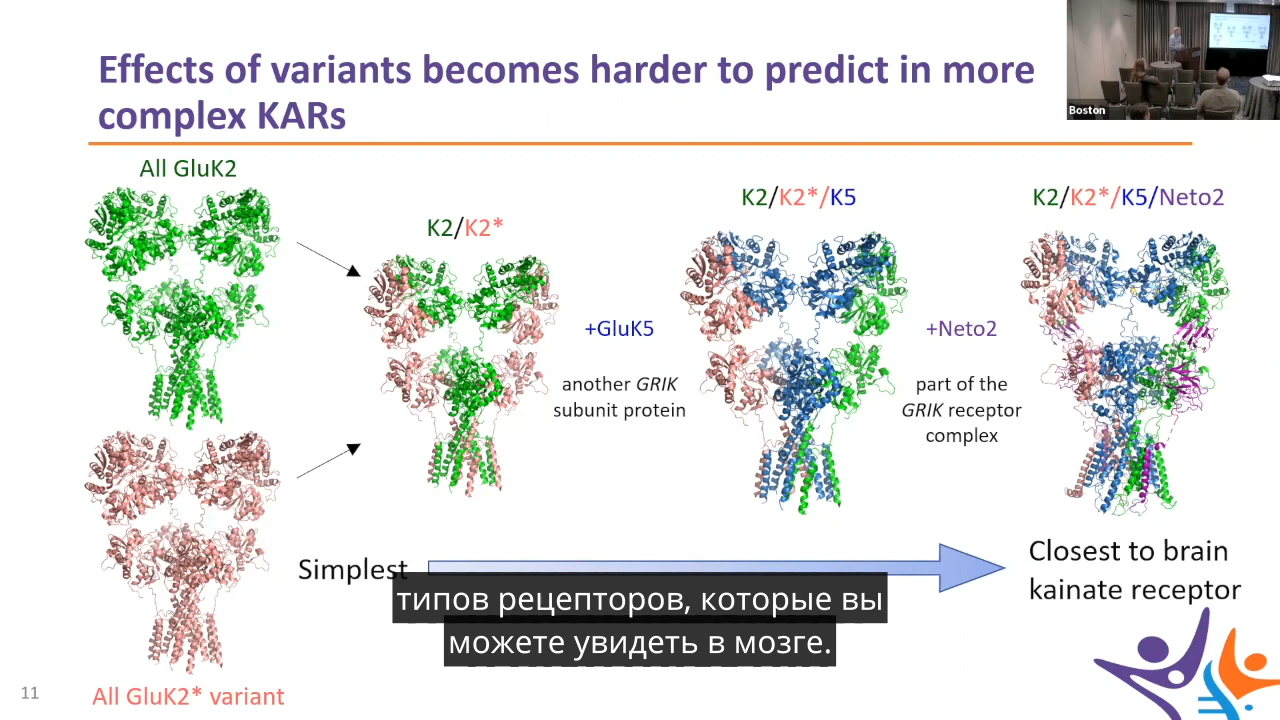 Effects of variants becomes harder to predict in more
complex KARs
Boston
All GluK2
K2/K2*
+GluK5
another GRIK
subunit protein
K2/K2*/K5
+Neto2
part of the
GRIK receptor
complex
K2/K2*/K5/Neto2
Simplest
Closest to brain
kainate receptor
типов рецепторов, которые вы
можете увидеть в мозге.
11
All GluK2* variant